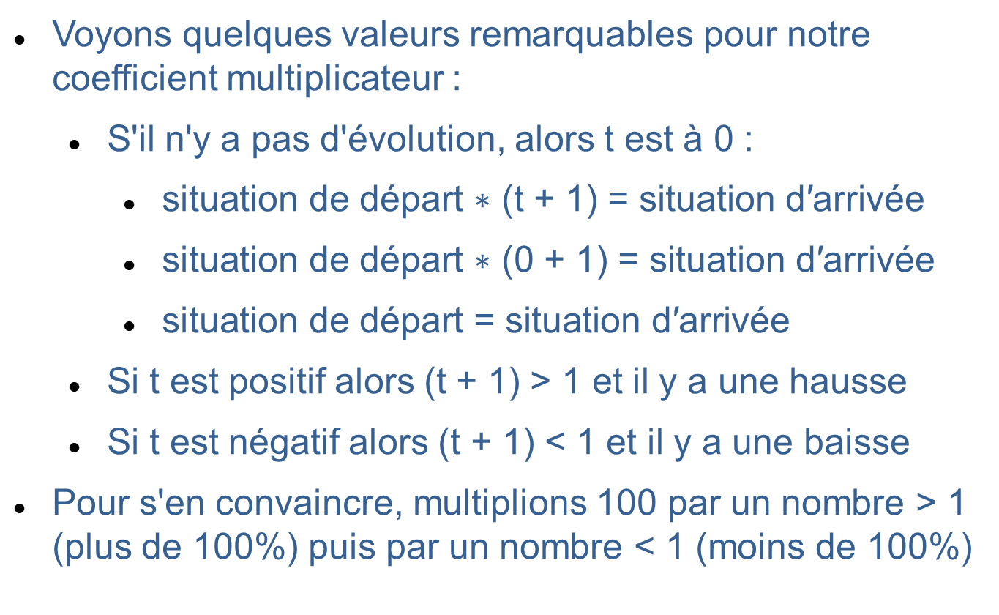 • Voyons quelques valeurs remarquables pour notre
coefficient multiplicateur :
• S'il n'y a pas d'évolution, alors t est à 0 :
• situation de départ ∗ (t + 1) = situation d′arrivée
• situation de départ ∗ (0 + 1) = situation d′arrivée
• situation de départ = situation d′arrivée
• Si t est positif alors (t + 1) > 1 et il y a une hausse
• Si t est négatif alors (t + 1) < 1 et il y a une baisse
• Pour s'en convaincre, multiplions 100 par un nombre > 1
(plus de 100%) puis par un nombre < 1 (moins de 100%)